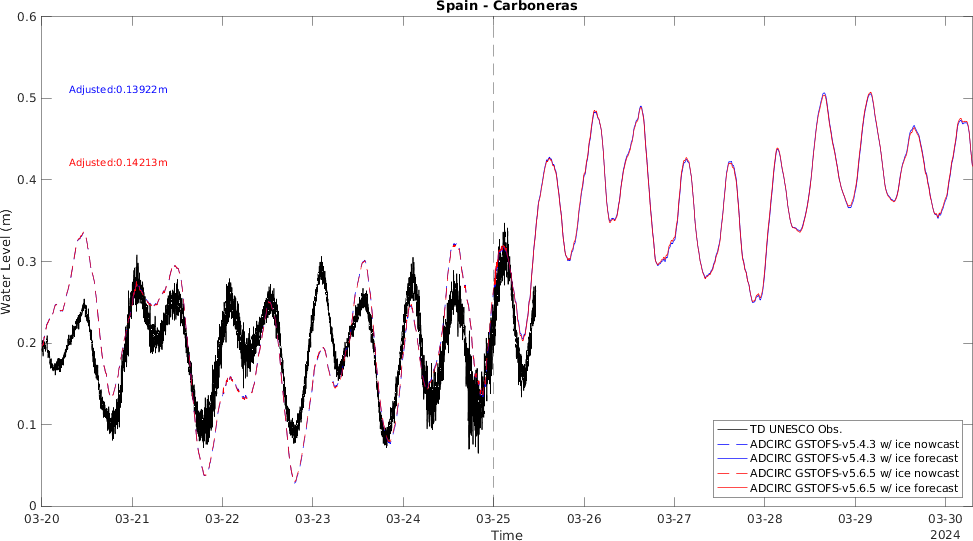 Spain - Carboneras
0.6
0.5
0.4
0.3
0.2
0.1
0
Water Level (m)
Adjusted:0.13922m
Adjusted:0.14213m
TD UNESCO Obs.
ADCIRC GSTOFS-v5.4.3 w/ ice nowcast
ADCIRC GSTOFS-v5.4.3 w/ ice forecast
ADCIRC GSTOFS-v5.6.5 w/ ice nowcast
ADCIRC GSTOFS-v5.6.5 w/ ice forecast
03-20 03-21 03-22 03-23 03-24 03-25 03-26 03-27 03-28 03-29 03-30
Time
2024